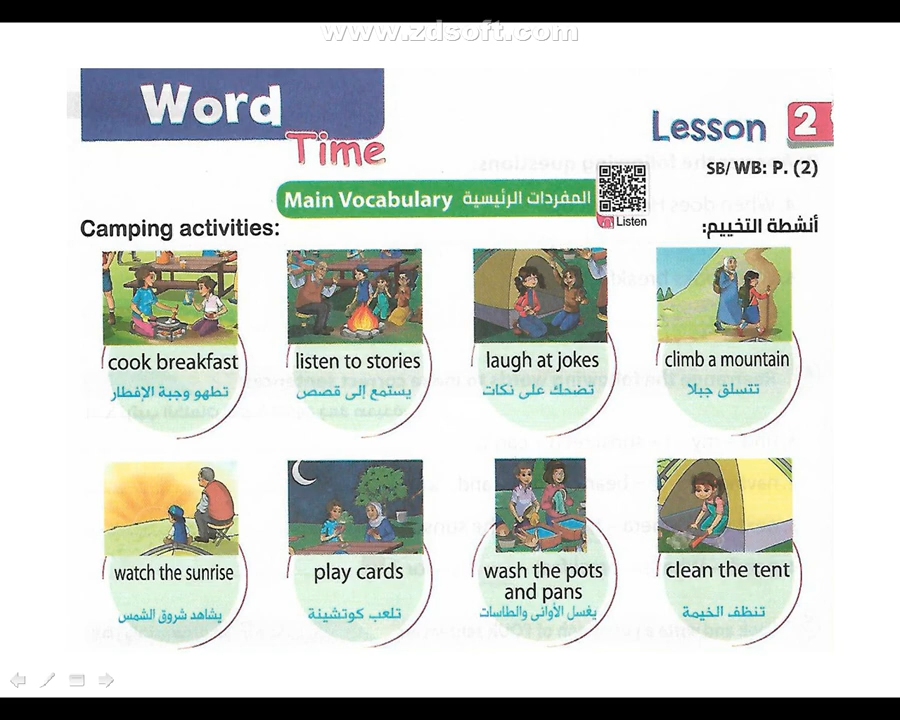 www.zdsoft.com
Word
Time
Lesson 2
SB/ WB: P. (2)
Main Vocabulary المفردات الرئيسية
Listen
Camping activities: أنشطة التخييم:
cook breakfast
تطهو وجبة الإفطار
listen to stories
يستمع إلى قصص
laugh at jokes
تضحك على نكات
climb a mountain
تتسلق جبلا
watch the sunrise
يشاهد شروق الشمس
play cards
تلعب كوتشينة
wash the pots
and pans
يغسل الأوانى والطاسات
clean the tent
تنظف الخيمة